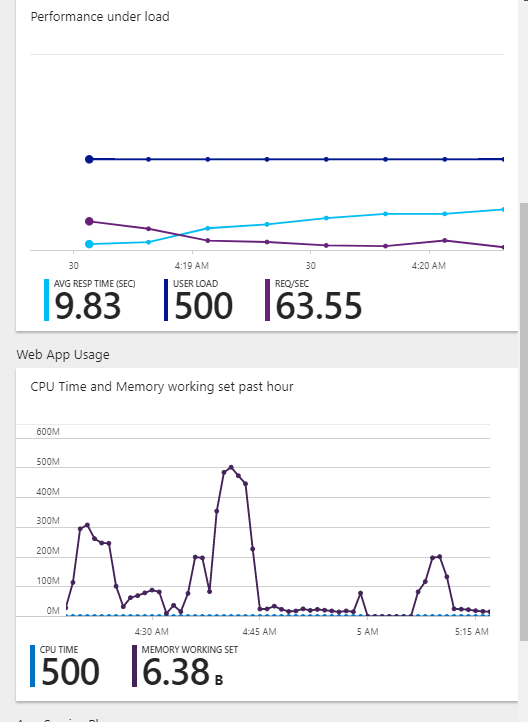 Performance under load
30 4:19 AM 30 4:20 AM
AVG RESP TIME (SEC) USER LOAD REQ/SEC
9.83 500 63.55
Web App Usage
CPU Time and Memory working set past hour
600M
500M
400M
300M
200M
100M
0M
4:30 AM 4:45 AM 5 AM 5:15 AM
CPU TIME MEMORY WORKING SET
500 6.38 B